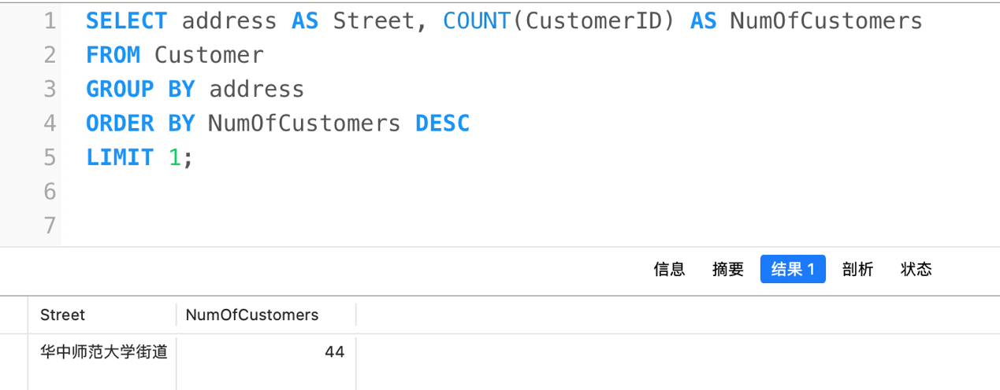 1 SELECT address AS Street, COUNT(CustomerID) AS NumOfCustomers
2 FROM Customer
3 GROUP BY address
4 ORDER BY NumOfCustomers DESC
5 LIMIT 1;
6
7
信息 摘要 结果 1 剖析 状态
Street NumOfCustomers
华中师范大学街道 44